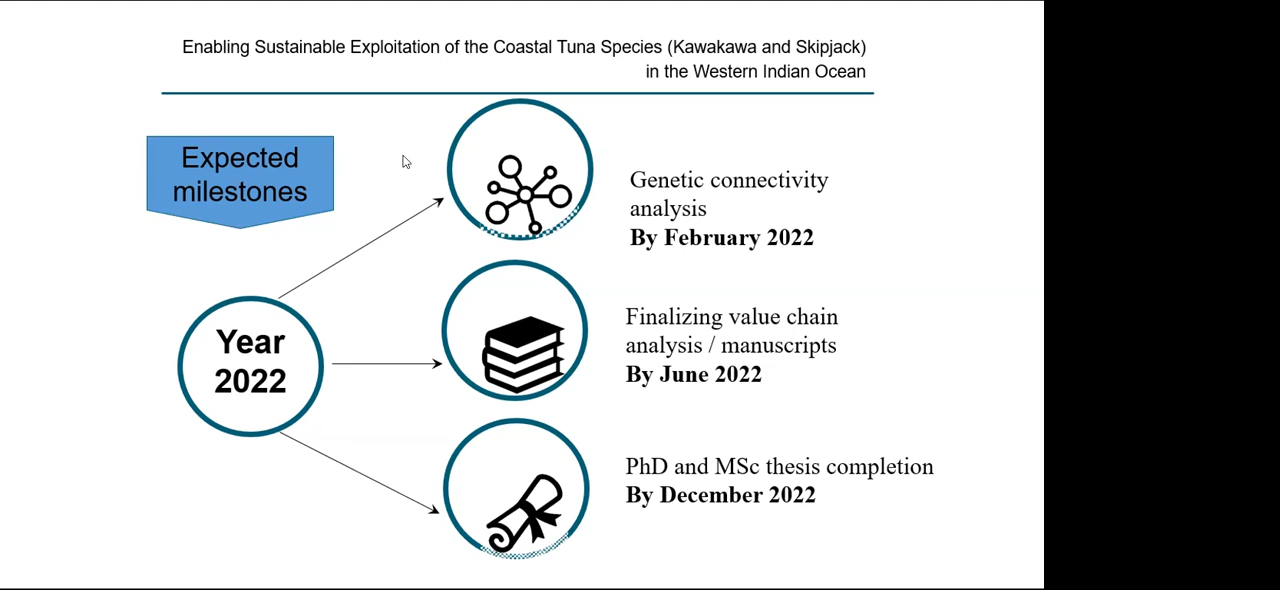 Enabling Sustainable Exploitation of the Coastal Tuna Species (Kawakawa and Skipjack)
in the Western Indian Ocean
Expected
milestones
Genetic connectivity
analysis
By February 2022
Year
2022
Finalizing value chain
analysis / manuscripts
By June 2022
PhD and MSc thesis completion
By December 2022